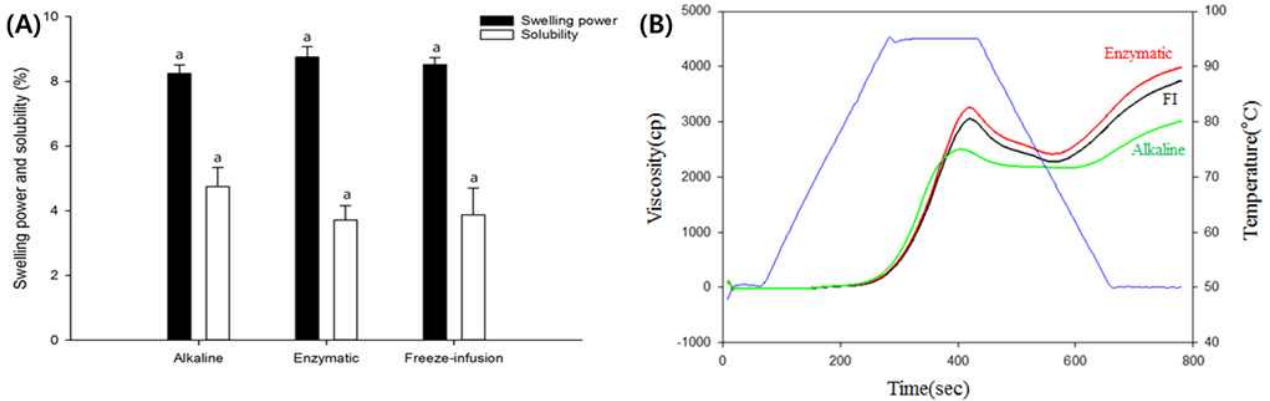 (A)
10
8
6
4
2
0
Swelling power and solubility (%)
Swelling power
Solubility
a
a
a
a
a
a
Alkaline
Enzymatic
Freeze-infusion
(B)
5000
4000
3000
2000
1000
0
-1000
Viscosity(cp)
100
90
80
70
60
50
40
Temperature(°C)
Enzymatic
FI
Alkaline
0
200
400
600
800
Time(sec)